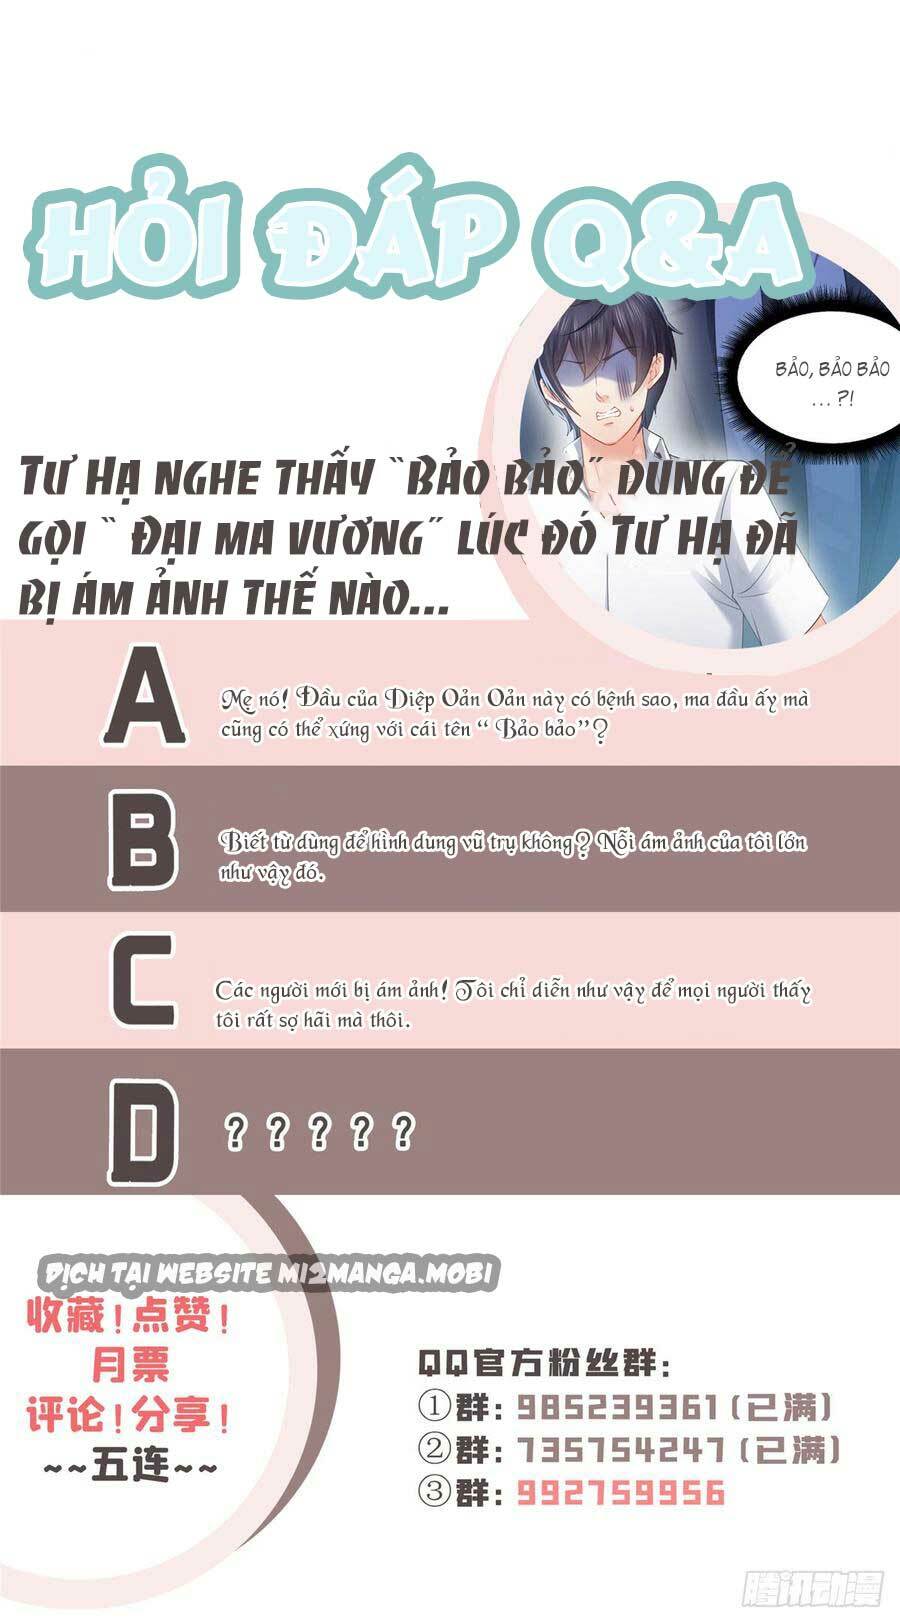 HỎI ĐÁP Q&A
BẢO, BẢO BẢO
... ?!
TƯ HẠ NGHE THẤY “BẢO BẢO” DÙNG ĐỂ
GỌI “ ĐẠI MA VƯƠNG” LÚC ĐÓ TƯ HẠ ĐÃ
BỊ ÁM ẢNH THẾ NÀO...
A
Mẹ nó! Đầu của Diệp Oản Oản này có bệnh sao, ma đầu ấy mà
cũng có thể xứng với cái tên “ Bảo bảo”?
B
Biết từ dùng để hình dung vũ trụ không? Nỗi ám ảnh của tôi lớn
như vậy đó.
C
Các người mới bị ám ảnh! Tôi chỉ diễn như vậy để mọi người thấy
tôi rất sợ hãi mà thôi.
D
? ? ? ? ?
DỊCH TẠI WEBSITE MI2MANGA.MOBI
收藏！点赞！
月票
评论！分享！
~~五连~~
QQ官方粉丝群：
①群：985239361（已满）
②群：735754247（已满）
③群：992759956
腾讯动漫